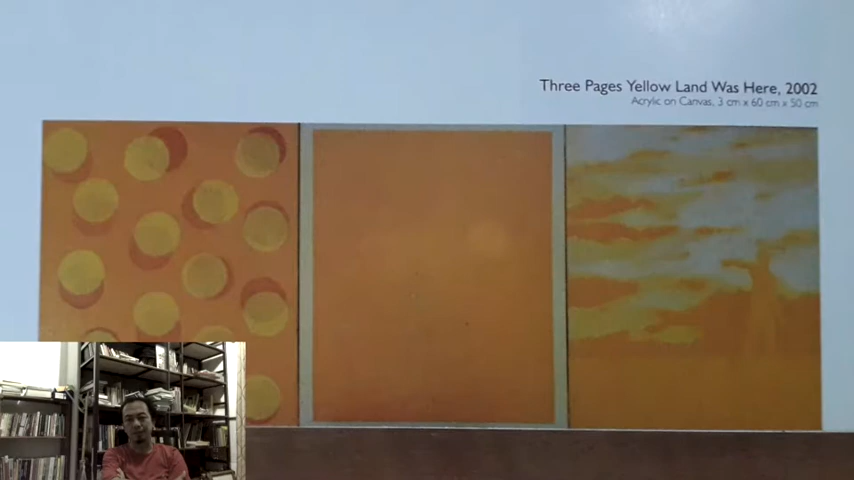 Three Pages Yellow Land Was Here, 2002
Acrylic on Canvas, 3 cm x 60 cm x 50 cm